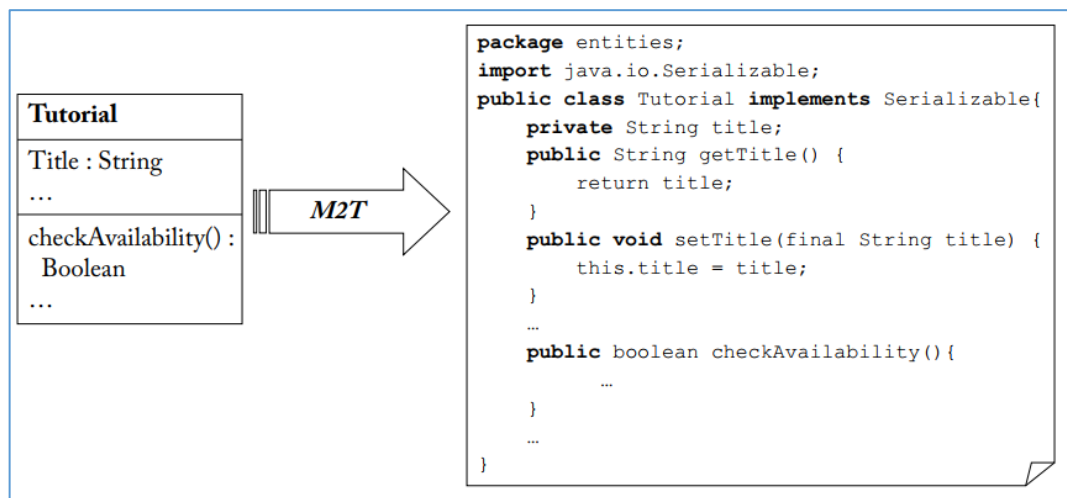 Tutorial
Title : String
…
checkAvailability() :
Boolean
…
M2T
package entities;
import java.io.Serializable;
public class Tutorial implements Serializable{
private String title;
public String getTitle() {
return title;
}
public void setTitle(final String title) {
this.title = title;
}
…
public boolean checkAvailability(){
…
}
…
}